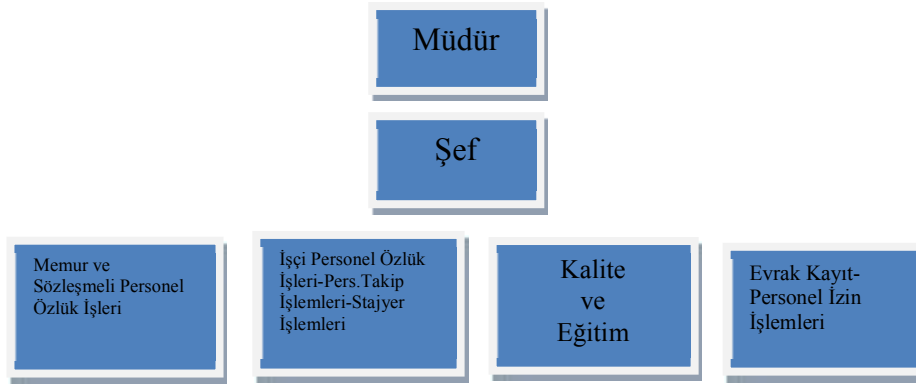 Müdür
Şef
Memur ve
Sözleşmeli Personel
Özlük İşleri
İşçi Personel Özlük
İşleri-Pers.Takip
İşlemleri-Stajyer
İşlemleri
Kalite
ve
Eğitim
Evrak Kayıt-
Personel İzin
İşlemleri